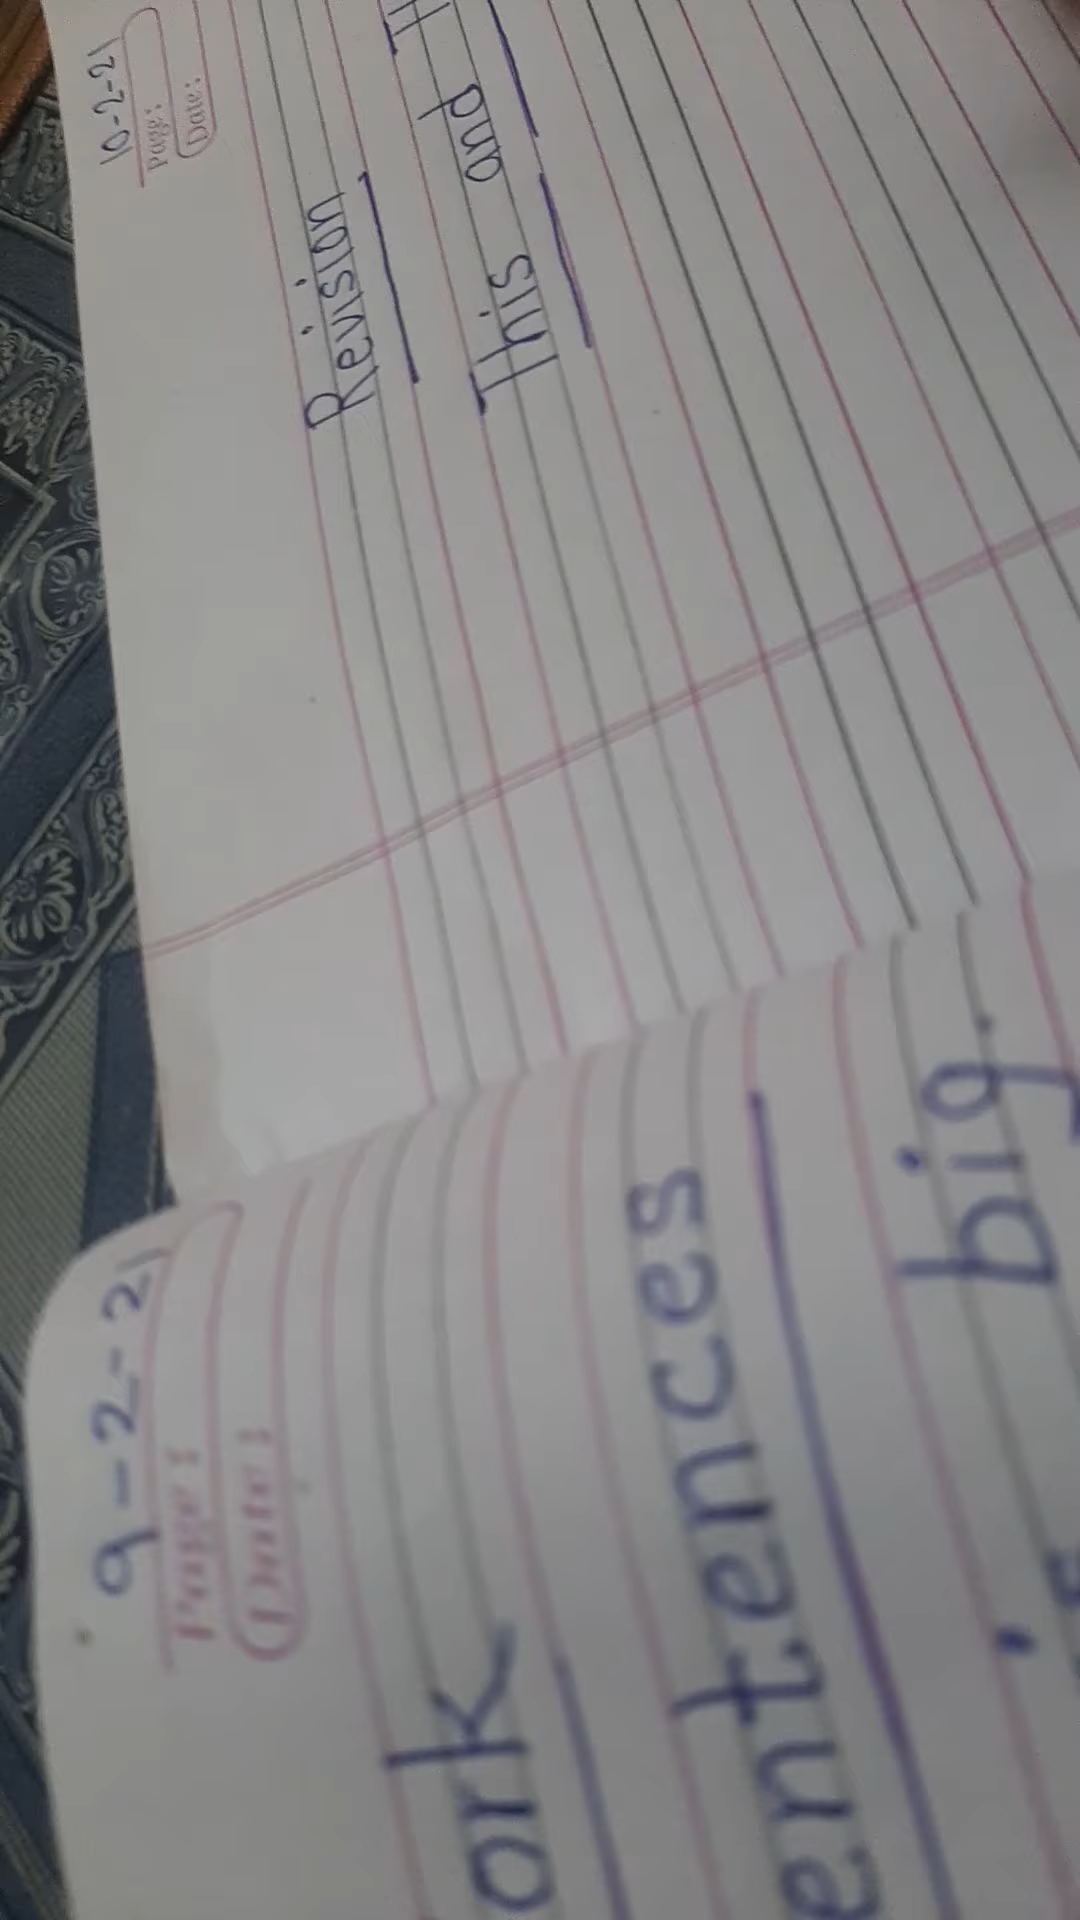 10-2-21
Page:
Date:
Revision
This and
9-2-21
Page:
Date:
ork
entences
big.